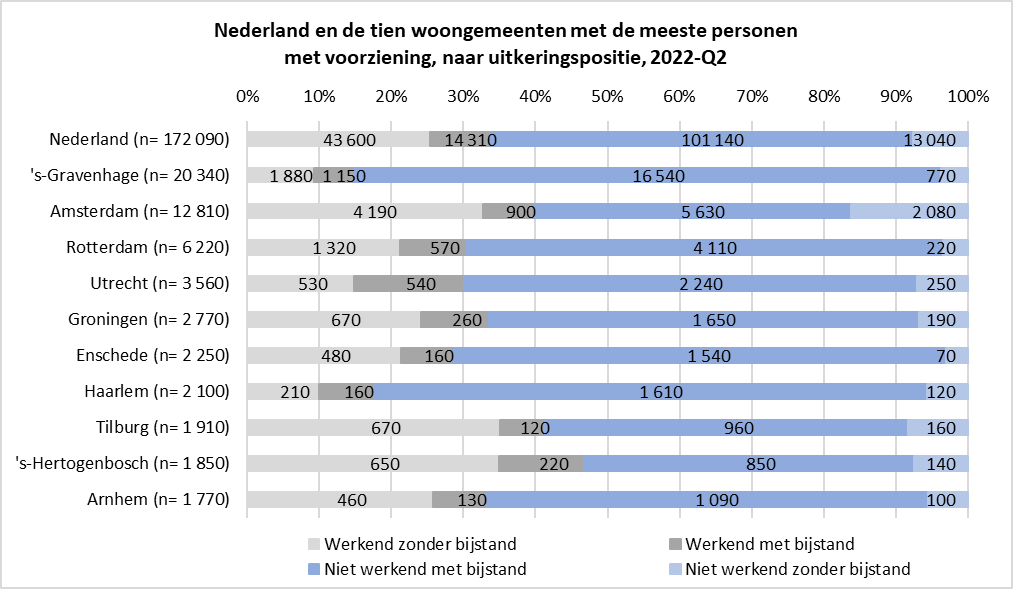 Nederland en de tien woongemeenten met de meeste personen
met voorziening, naar uitkeringspositie, 2022-Q2
0% 10% 20% 30% 40% 50% 60% 70% 80% 90% 100%
Nederland (n= 172 090) 43 600 14 310 101 140 13 040
's-Gravenhage (n= 20 340) 1 880 1 150 16 540 770
Amsterdam (n= 12 810) 4 190 900 5 630 2 080
Rotterdam (n= 6 220) 1 320 570 4 110 220
Utrecht (n= 3 560) 530 540 2 240 250
Groningen (n= 2 770) 670 260 1 650 190
Enschede (n= 2 250) 480 160 1 540 70
Haarlem (n= 2 100) 210 160 1 610 120
Tilburg (n= 1 910) 670 120 960 160
's-Hertogenbosch (n= 1 850) 650 220 850 140
Arnhem (n= 1 770) 460 130 1 090 100
Werkend zonder bijstand Werkend met bijstand
Niet werkend met bijstand Niet werkend zonder bijstand